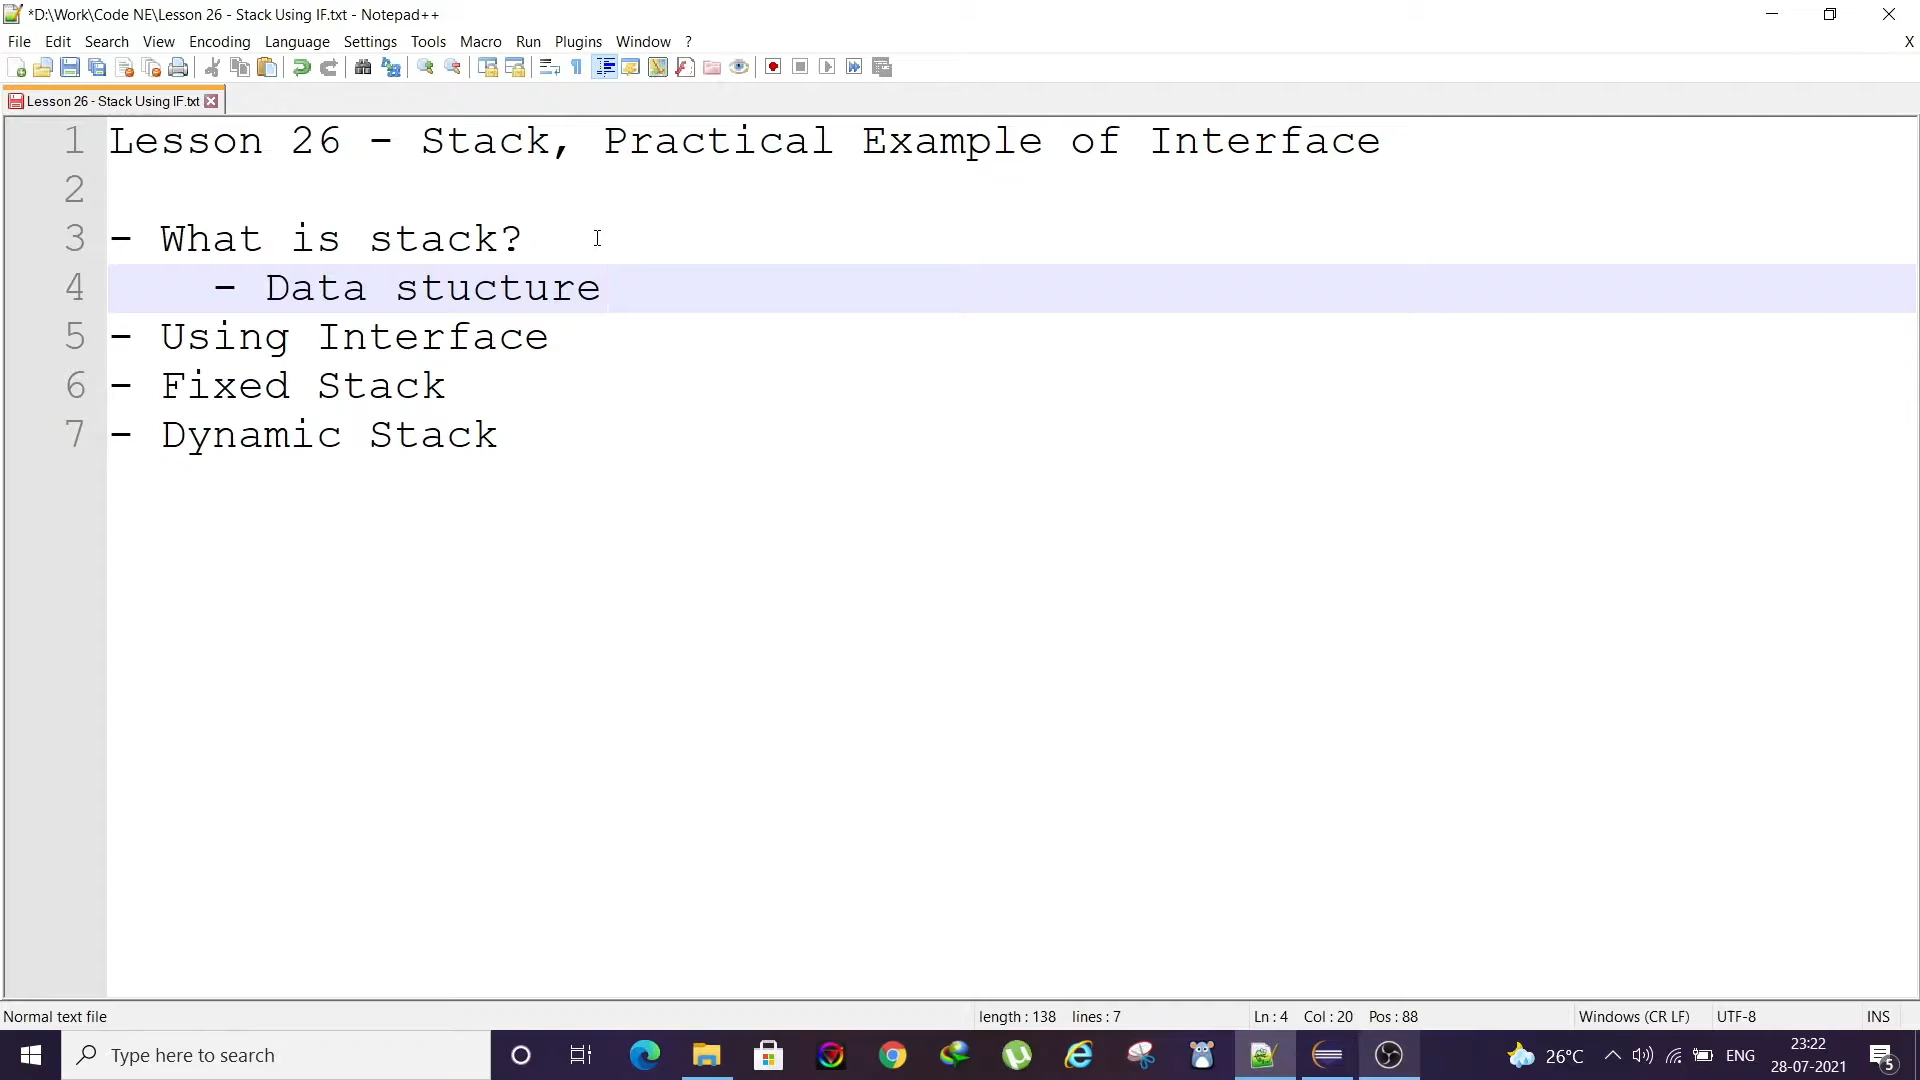 *D:\Work\Code NE\Lesson 26 - Stack Using IF.txt - Notepad++
File Edit Search View Encoding Language Settings Tools Macro Run Plugins Window ? X
Lesson 26 - Stack Using IF.txt
1 Lesson 26 - Stack, Practical Example of Interface
2
3 - What is stack?
4 - Data stucture
5 - Using Interface
6 - Fixed Stack
7 - Dynamic Stack
Normal text file length : 138 lines : 7 Ln : 4 Col : 20 Pos : 88 Windows (CR LF) UTF-8 INS
Type here to search 26°C ENG 23:22
28-07-2021 5